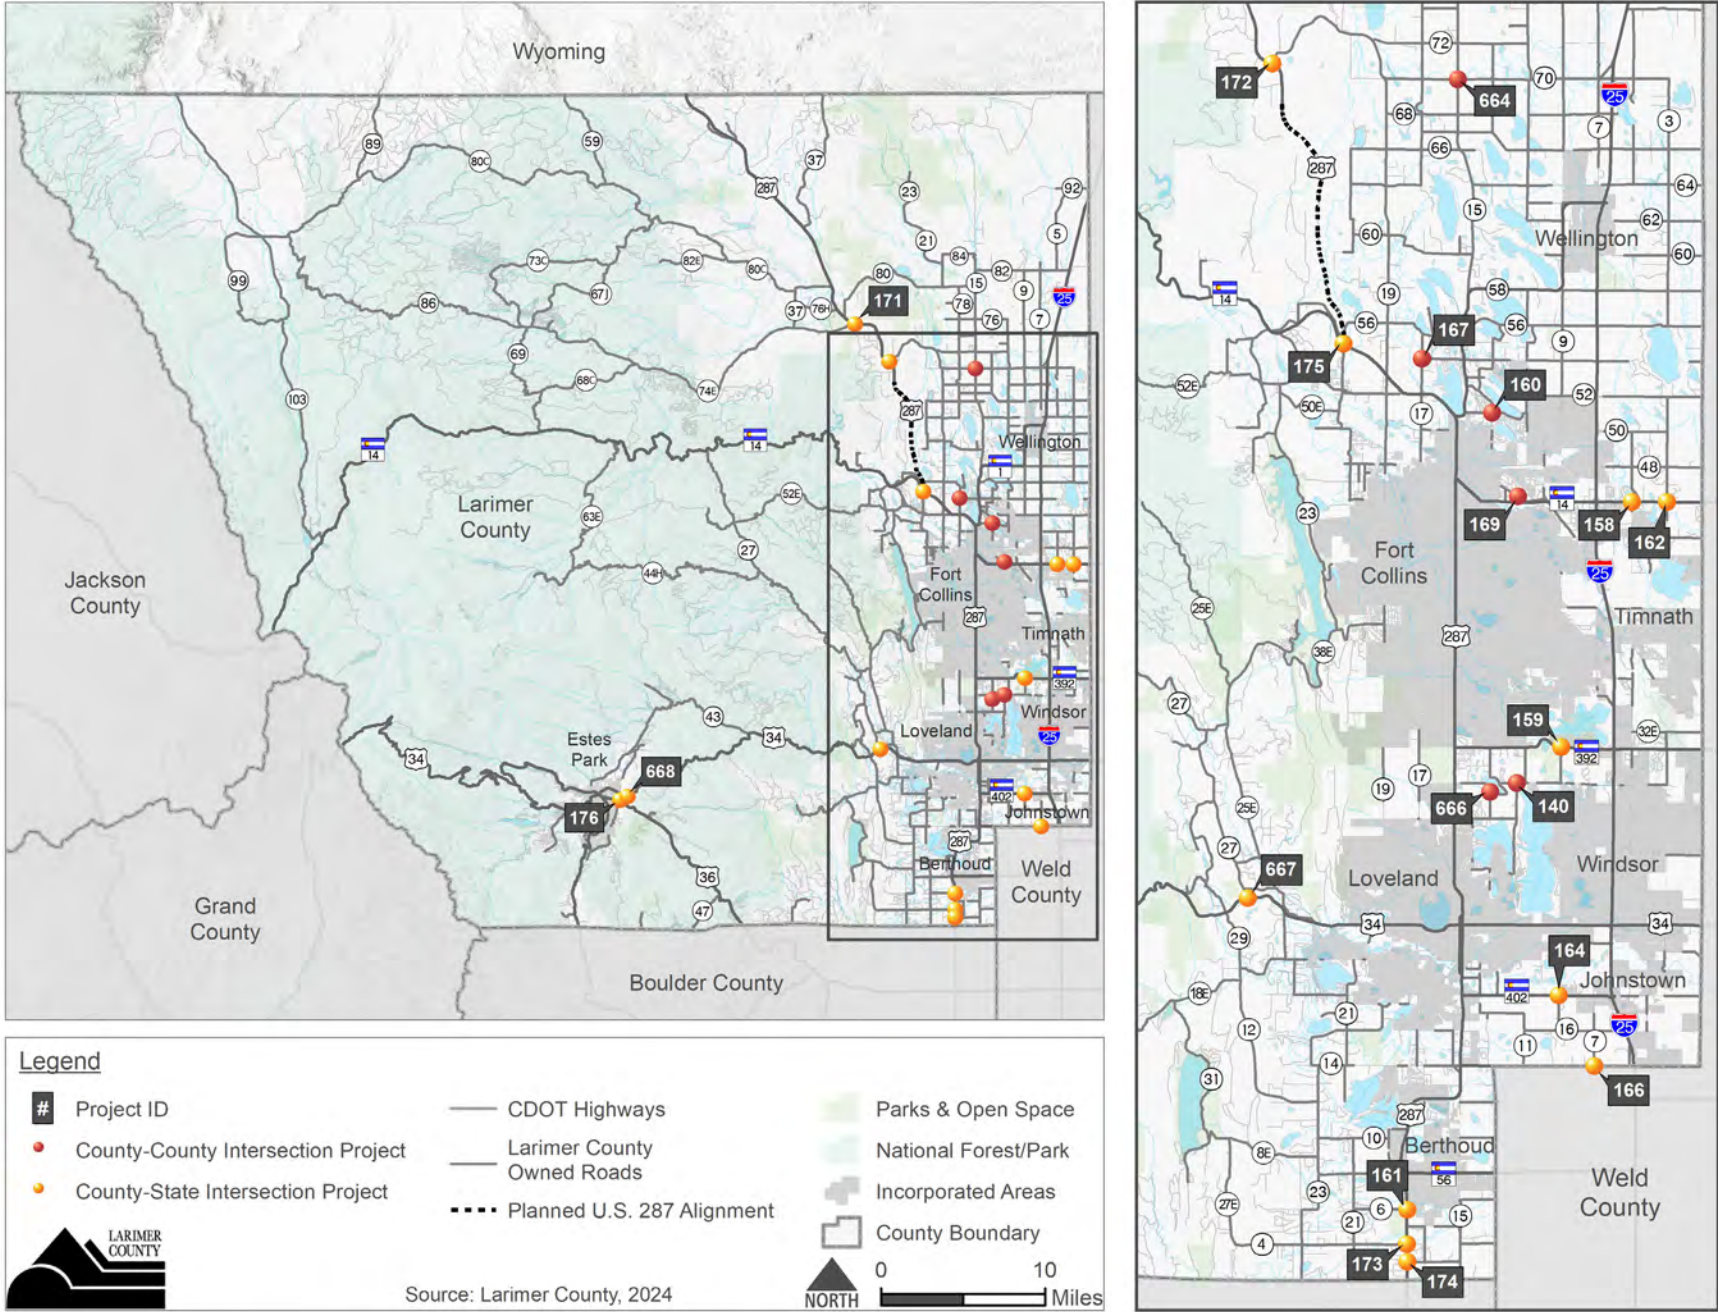 Wyoming
89
80C
59
287
37
23
92
5
21
84
82
80
15
9
78
76
7
25
99
73C
67J
82E
80C
37
76H
171
86
69
68C
74E
103
14
14
287
Wellington
1
Larimer
County
63E
52E
27
44H
Jackson
County
Fort
Collins
287
Timnath
392
Windsor
25
Loveland
43
34
34
Estes
Park
668
176
402
Johnstown
287
Berthoud
36
47
Weld
County
Grand
County
Boulder County
172
72
664
70
25
68
7
3
66
287
64
15
62
60
Wellington
60
14
19
58
56
167
56
9
175
160
52E
50E
17
52
50
48
169
14
158
162
23
Fort
Collins
25
25E
Timnath
287
38E
27
159
392
32E
19
17
666
140
25E
27
667
Loveland
Windsor
34
34
29
164
Johnstown
18E
402
21
12
16
25
11
7
14
31
166
287
10
Berthoud
8E
56
161
Weld
County
23
27E
6
21
15
4
173
174
Legend
# Project ID
County-County Intersection Project
County-State Intersection Project
CDOT Highways
Larimer County
Owned Roads
Planned U.S. 287 Alignment
Parks & Open Space
National Forest/Park
Incorporated Areas
County Boundary
LARIMER
COUNTY
Source: Larimer County, 2024
NORTH
0 10
Miles